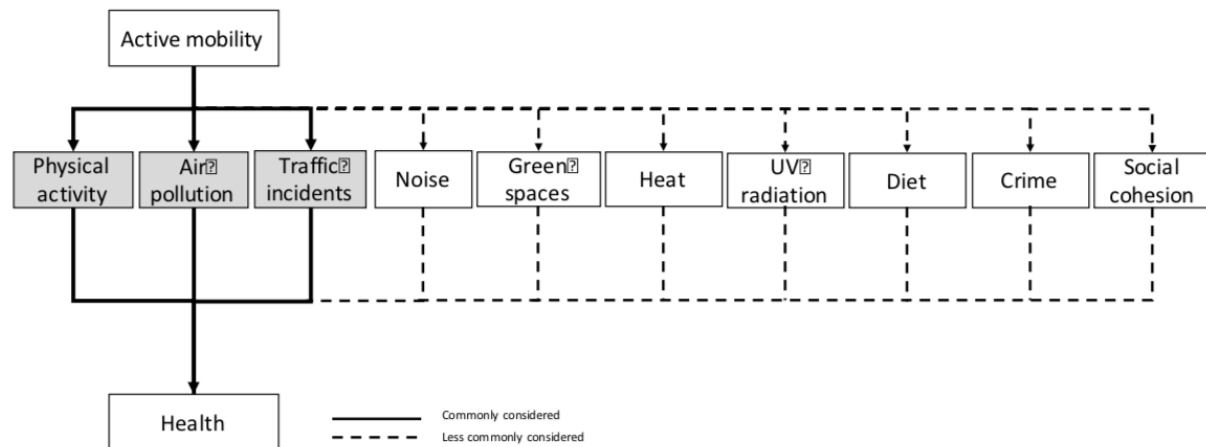 Active mobility
Physical
activity
Air
pollution
Traffic
incidents
Noise
Green
spaces
Heat
UV
radiation
Diet
Crime
Social
cohesion
Health
Commonly considered
Less commonly considered